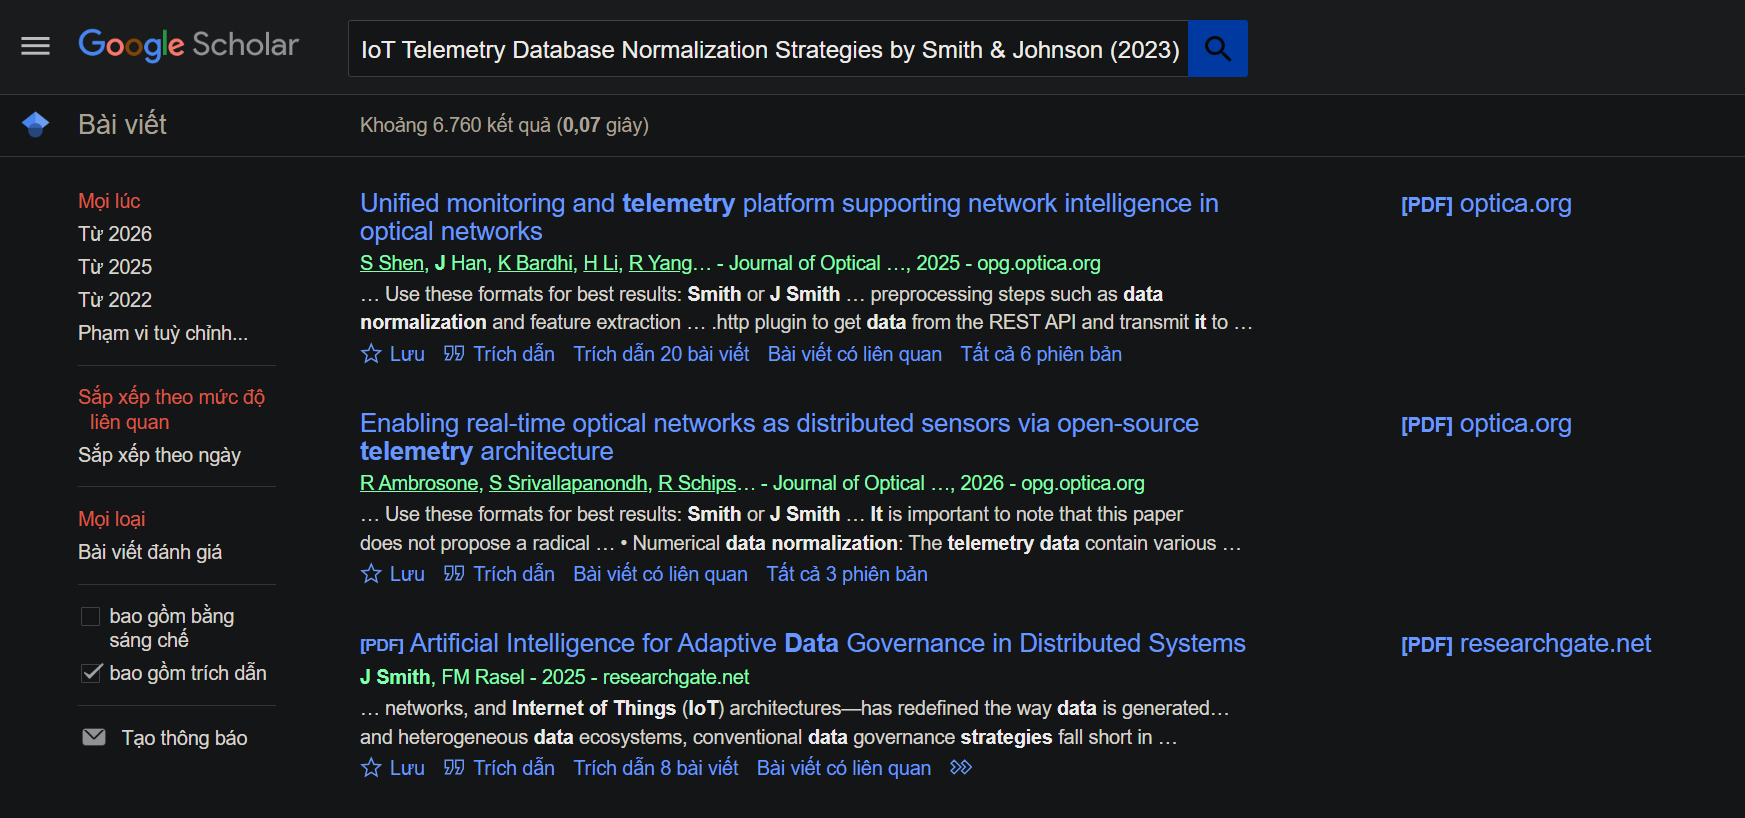 Google Scholar
IoT Telemetry Database Normalization Strategies by Smith & Johnson (2023)
Bài viết
Khoảng 6.760 kết quả (0,07 giây)
Mọi lúc
Từ 2026
Từ 2025
Từ 2022
Phạm vi tuỳ chỉnh...
Sắp xếp theo mức độ
liên quan
Sắp xếp theo ngày
Mọi loại
Bài viết đánh giá
bao gồm bằng
sáng chế
bao gồm trích dẫn
Tạo thông báo
Unified monitoring and telemetry platform supporting network intelligence in
optical networks
S Shen, J Han, K Bardhi, H Li, R Yang… - Journal of Optical …, 2025 - opg.optica.org
… Use these formats for best results: Smith or J Smith … preprocessing steps such as data
normalization and feature extraction … .http plugin to get data from the REST API and transmit it to …
Lưu Trích dẫn Trích dẫn 20 bài viết Bài viết có liên quan Tất cả 6 phiên bản
[PDF] optica.org
Enabling real-time optical networks as distributed sensors via open-source
telemetry architecture
R Ambrosone, S Srivallapanondh, R Schips… - Journal of Optical …, 2026 - opg.optica.org
… Use these formats for best results: Smith or J Smith … It is important to note that this paper
does not propose a radical … • Numerical data normalization: The telemetry data contain various …
Lưu Trích dẫn Bài viết có liên quan Tất cả 3 phiên bản
[PDF] optica.org
[PDF] Artificial Intelligence for Adaptive Data Governance in Distributed Systems
J Smith, FM Rasel - 2025 - researchgate.net
… networks, and Internet of Things (IoT) architectures—has redefined the way data is generated…
and heterogeneous data ecosystems, conventional data governance strategies fall short in …
Lưu Trích dẫn Trích dẫn 8 bài viết Bài viết có liên quan
[PDF] researchgate.net